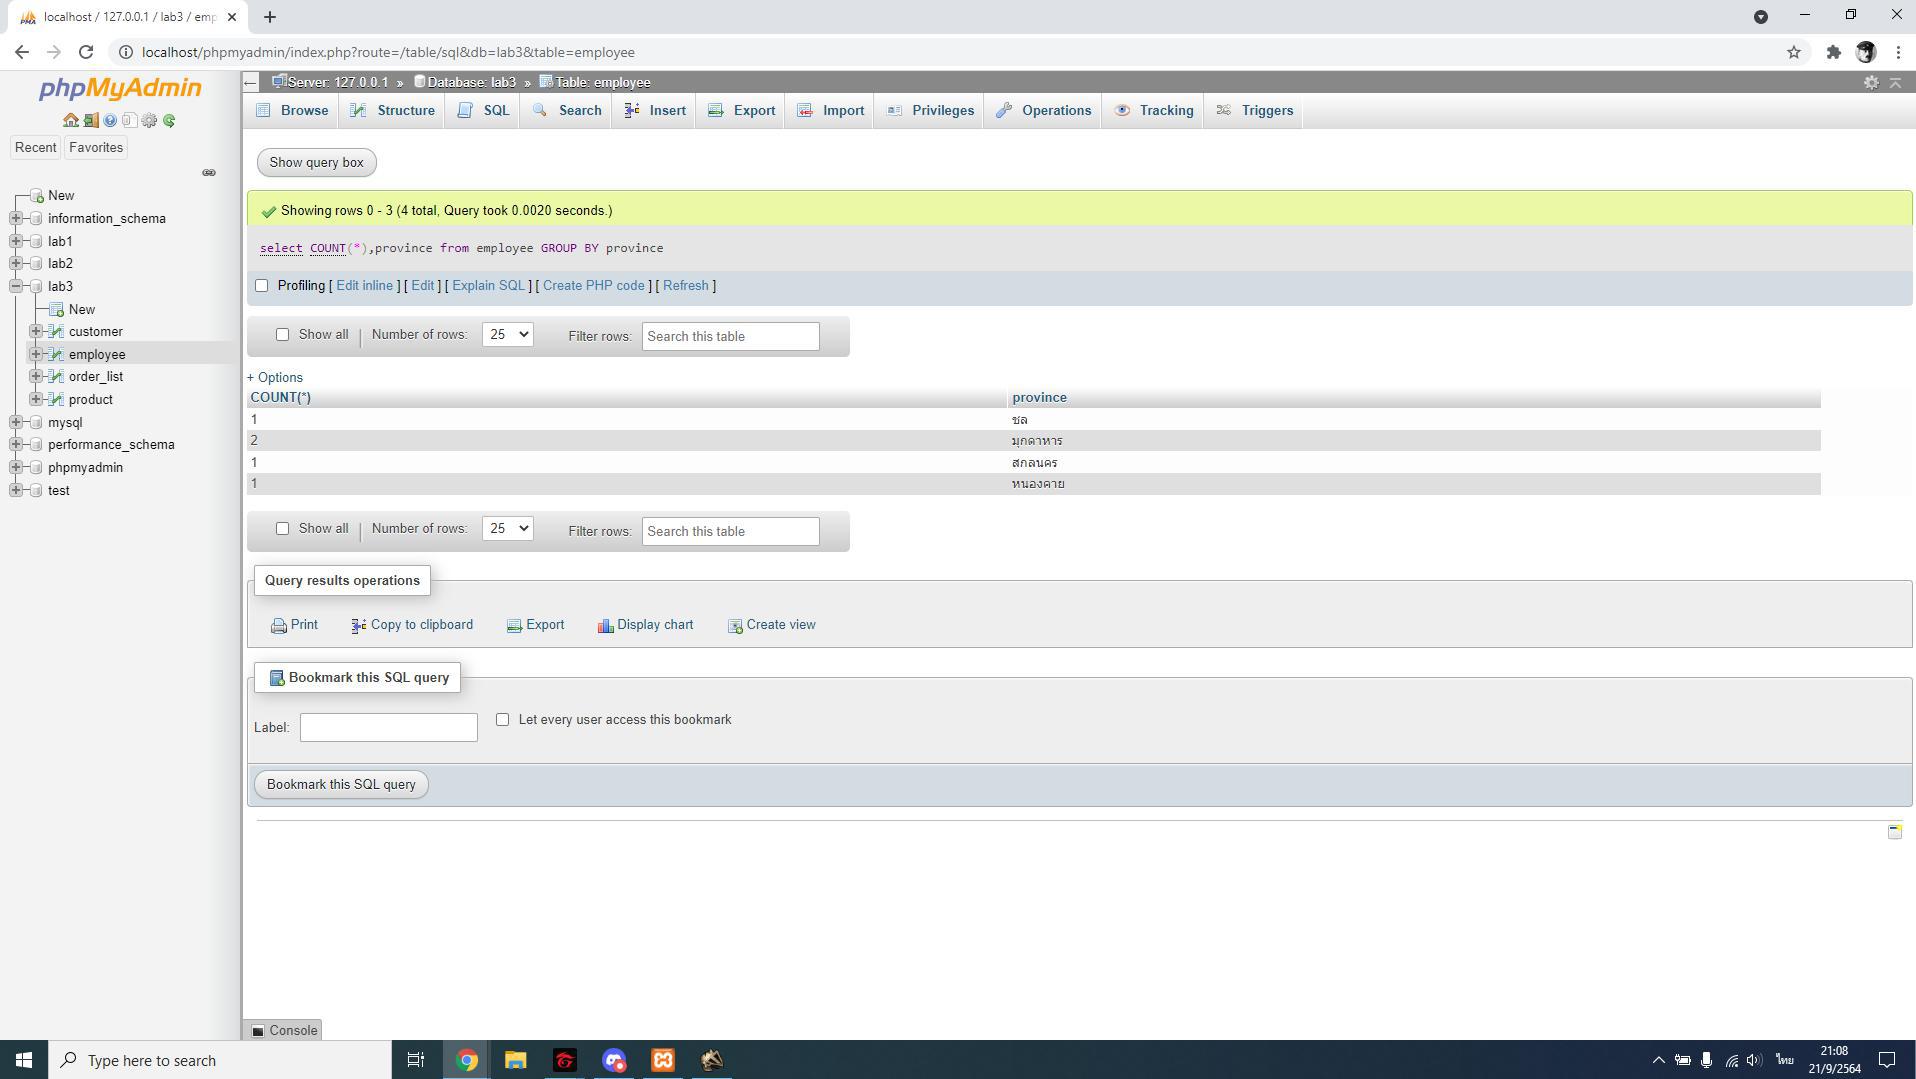 localhost / 127.0.0.1 / lab3 / emp
localhost/phpmyadmin/index.php?route=/table/sql&db=lab3&table=employee
phpMyAdmin
Recent Favorites
New
information_schema
lab1
lab2
lab3
New
customer
employee
order_list
product
mysql
performance_schema
phpmyadmin
test
Server: 127.0.0.1 » Database: lab3 » Table: employee
Browse Structure SQL Search Insert Export Import Privileges Operations Tracking Triggers
Show query box
Showing rows 0 - 3 (4 total, Query took 0.0020 seconds.)
select COUNT(*),province from employee GROUP BY province
Profiling [ Edit inline ] [ Edit ] [ Explain SQL ] [ Create PHP code ] [ Refresh ]
Show all | Number of rows: 25 Filter rows: Search this table
+ Options
COUNT(*) province
1 ชล
2 มุกดาหาร
1 สกลนคร
1 หนองคาย
Show all | Number of rows: 25 Filter rows: Search this table
Query results operations
Print Copy to clipboard Export Display chart Create view
Bookmark this SQL query
Label: Let every user access this bookmark
Bookmark this SQL query
Console
Type here to search
ไทย
21:08
21/9/2564